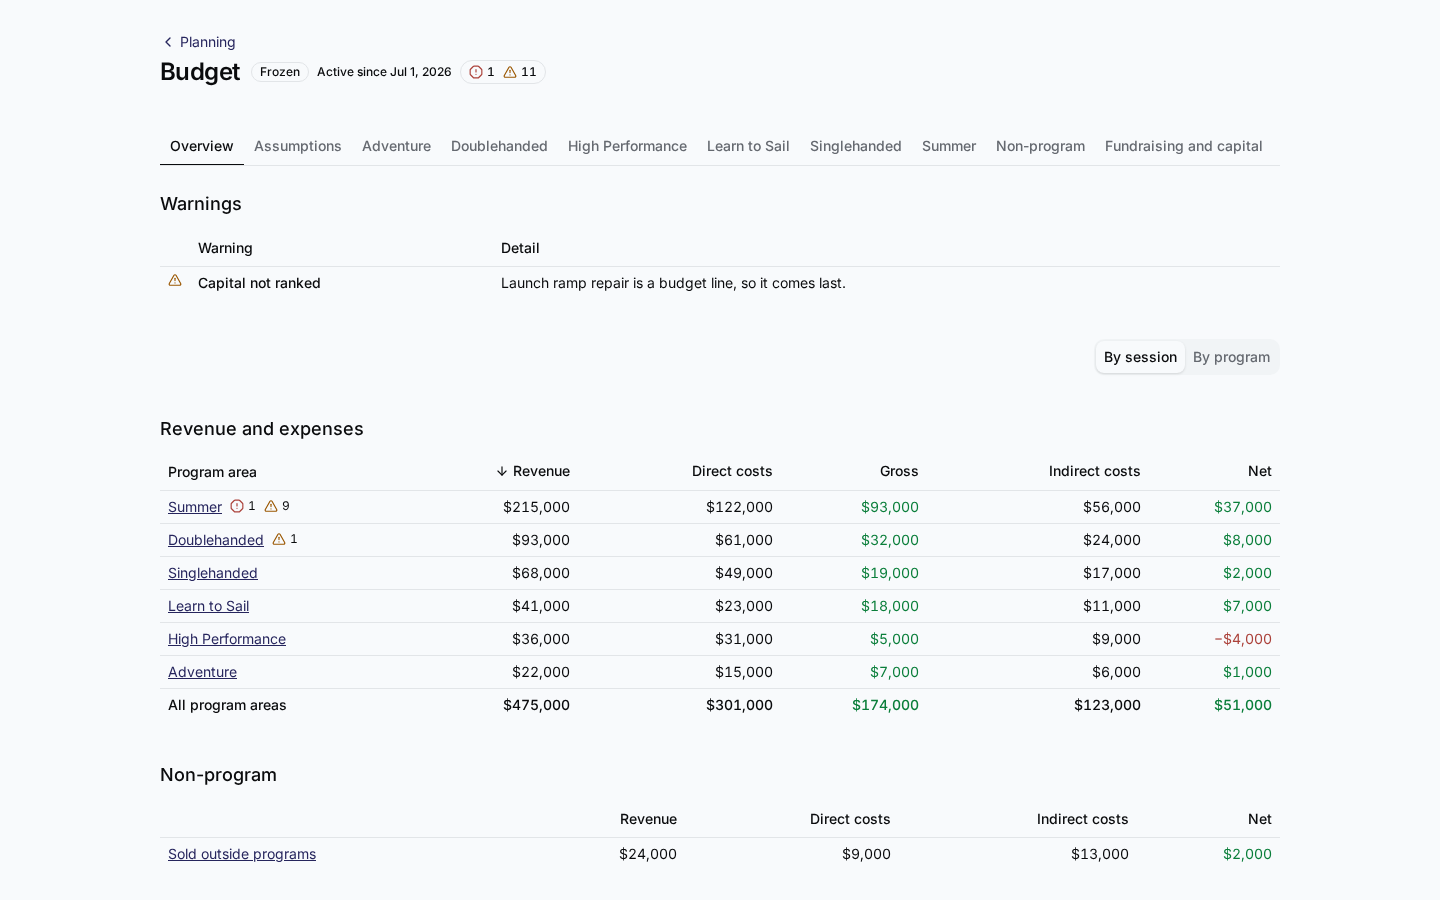 Planning
Budget Frozen Active since Jul 1, 2026 1 11
Overview Assumptions Adventure Doublehanded High Performance Learn to Sail Singlehanded Summer Non-program Fundraising and capital
Warnings
Warning Detail
Capital not ranked Launch ramp repair is a budget line, so it comes last.
By session By program
Revenue and expenses
Program area ↓ Revenue Direct costs Gross Indirect costs Net
Summer 1 9 $215,000 $122,000 $93,000 $56,000 $37,000
Doublehanded 1 $93,000 $61,000 $32,000 $24,000 $8,000
Singlehanded $68,000 $49,000 $19,000 $17,000 $2,000
Learn to Sail $41,000 $23,000 $18,000 $11,000 $7,000
High Performance $36,000 $31,000 $5,000 $9,000 −$4,000
Adventure $22,000 $15,000 $7,000 $6,000 $1,000
All program areas $475,000 $301,000 $174,000 $123,000 $51,000
Non-program
Revenue Direct costs Indirect costs Net
Sold outside programs $24,000 $9,000 $13,000 $2,000